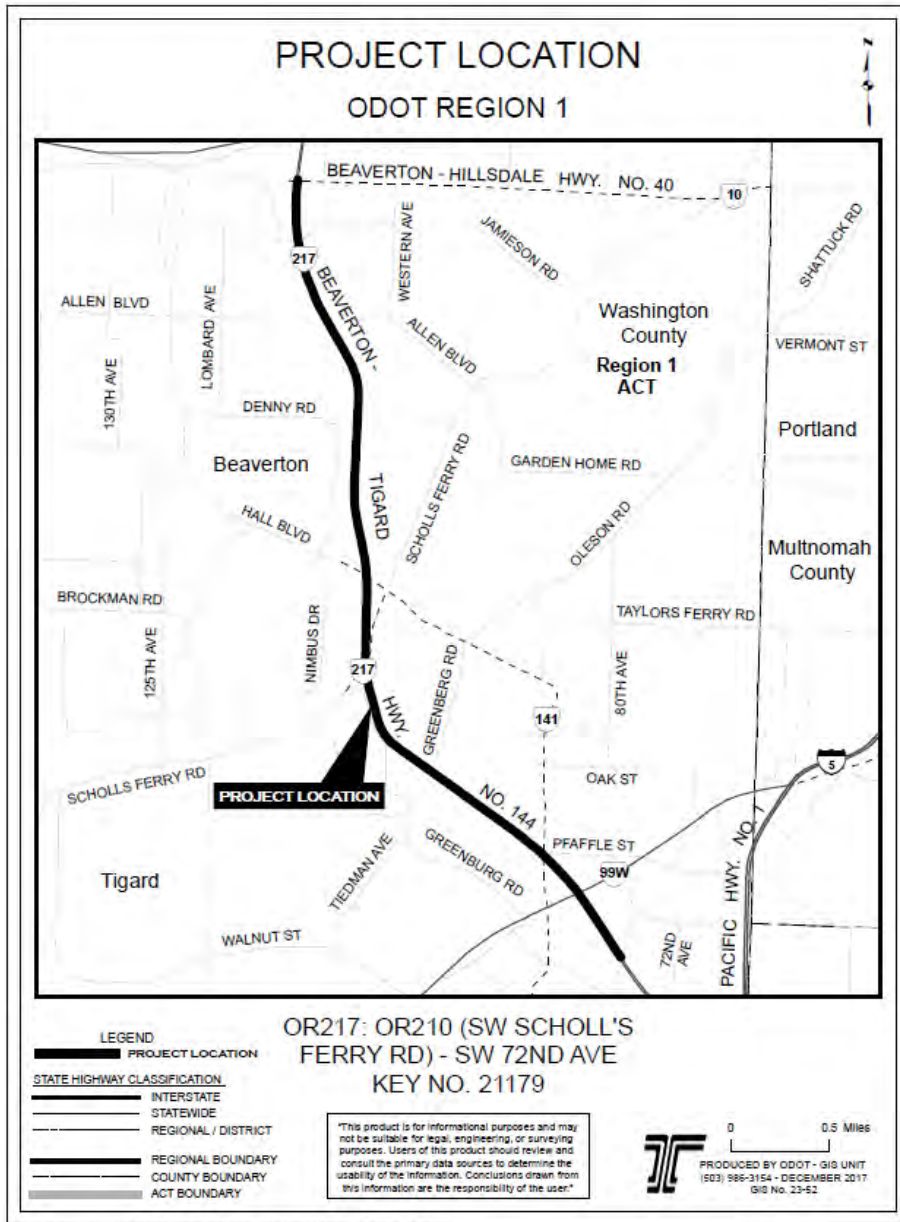 PROJECT LOCATION
ODOT REGION 1
N
BEAVERTON - HILLSDALE HWY. NO. 40
10
217
BEAVERTON -
WESTERN AVE
JAMIESON RD
SHATTUCK RD
ALLEN BLVD
LOMBARD AVE
ALLEN BLVD
Washington
County
Region 1
ACT
VERMONT ST
130TH AVE
DENNY RD
Beaverton
TIGARD
SCHOLLS FERRY RD
GARDEN HOME RD
Portland
HALL BLVD
OLESON RD
Multnomah
County
BROCKMAN RD
125TH AVE
NIMBUS DR
217
GREENBERG RD
TAYLORS FERRY RD
80TH AVE
141
HWY.
SCHOLLS FERRY RD
PROJECT LOCATION
NO. 144
OAK ST
5
Tigard
TIEDMAN AVE
GREENBURG RD
PFAFFLE ST
99W
PACIFIC HWY. NO. 1
WALNUT ST
72ND
AVE
LEGEND
PROJECT LOCATION
STATE HIGHWAY CLASSIFICATION
INTERSTATE
STATEWIDE
REGIONAL / DISTRICT
REGIONAL BOUNDARY
COUNTY BOUNDARY
ACT BOUNDARY
OR217: OR210 (SW SCHOLL'S
FERRY RD) - SW 72ND AVE
KEY NO. 21179
"This product is for informational purposes and may
not be suitable for legal, engineering, or surveying
purposes. Users of this product should review and
consult the primary data sources to determine the
usability of the information. Conclusions drawn from
this information are the responsibility of the user."
0 0.5 Miles
PRODUCED BY ODOT - GIS UNIT
(503) 986-3154 - DECEMBER 2017
GIS No. 23-52